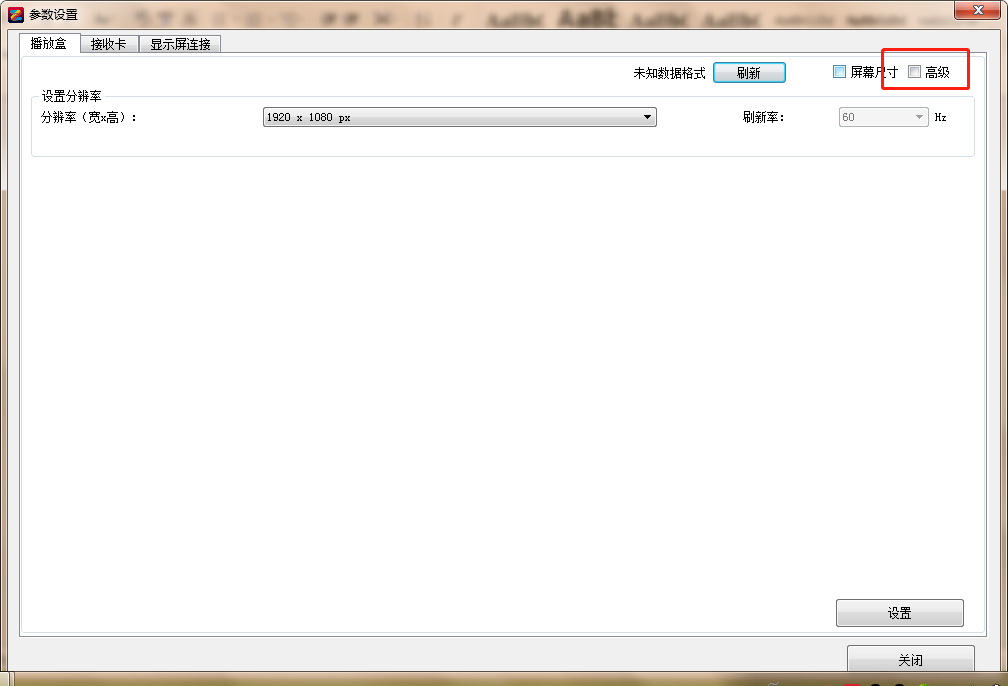 参数设置
播放盒 接收卡 显示屏连接
未知数据格式 刷新 屏幕尺寸 高级
设置分辨率
分辨率（宽x高）： 1920 x 1080 px 刷新率： 60 Hz
设置
关闭